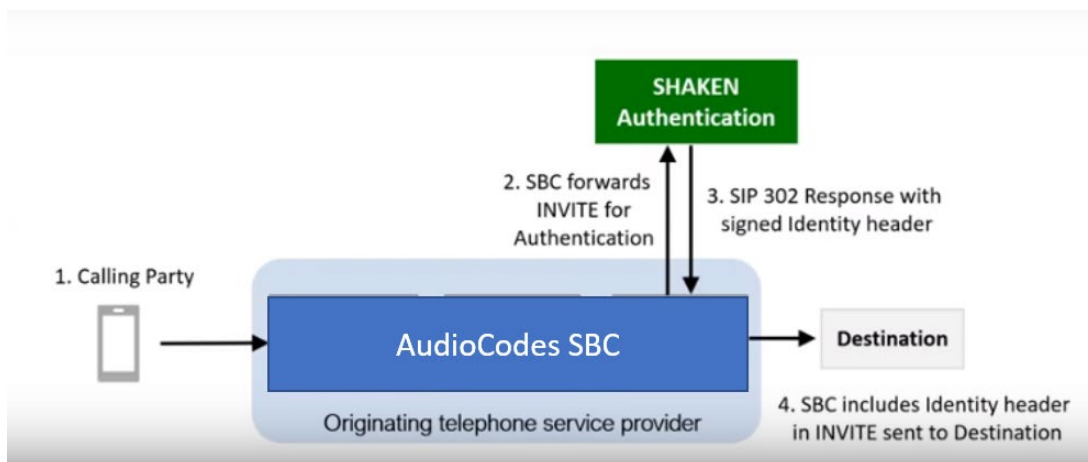 SHAKEN
Authentication
2. SBC forwards
INVITE for
Authentication
3. SIP 302 Response with
signed Identity header
1. Calling Party
AudioCodes SBC
Destination
Originating telephone service provider
4. SBC includes Identity header
in INVITE sent to Destination